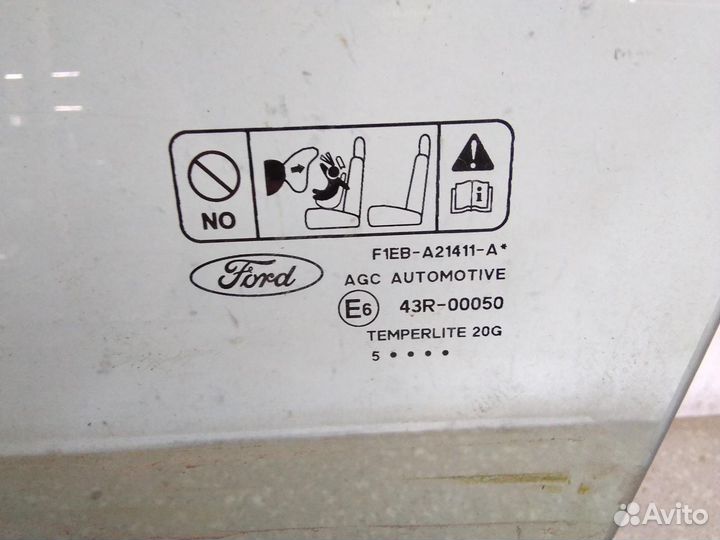 NO
F1EB-A21411-A*
Ford
AGC AUTOMOTIVE
E6 43R-00050
TEMPERLITE 20G
5 ● ● ● ●
Avito